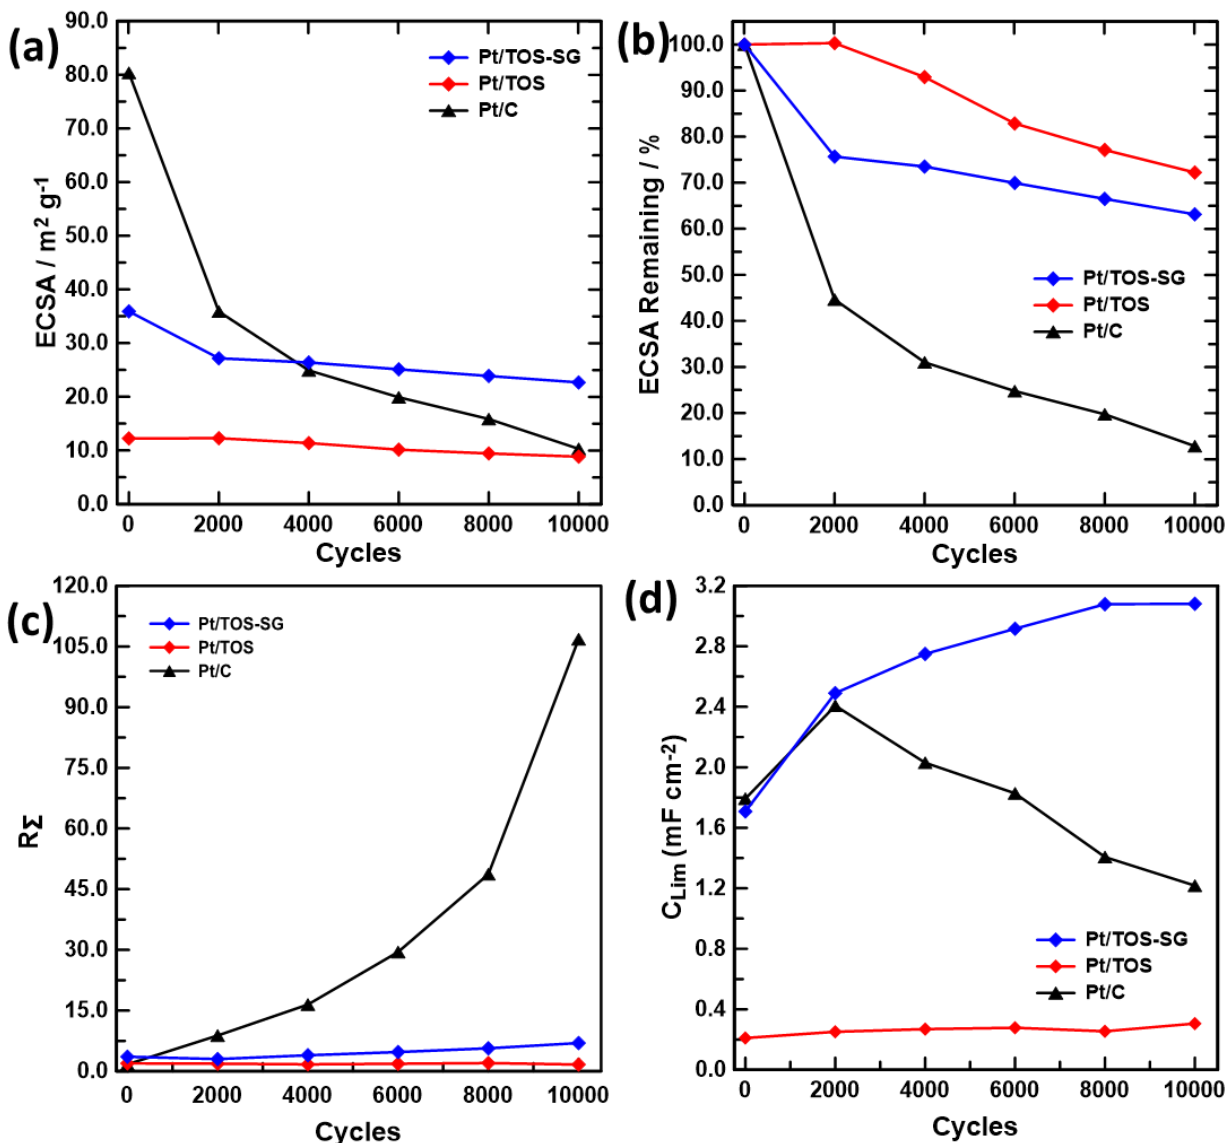 (a)
90.0
80.0
70.0
60.0
50.0
40.0
30.0
20.0
10.0
0.0
ECSA / m² g⁻¹
Pt/TOS-SG
Pt/TOS
Pt/C
0 2000 4000 6000 8000 10000
Cycles
(b)
100.0
90.0
80.0
70.0
60.0
50.0
40.0
30.0
20.0
10.0
0.0
ECSA Remaining / %
Pt/TOS-SG
Pt/TOS
Pt/C
0 2000 4000 6000 8000 10000
Cycles
(c)
120.0
105.0
90.0
75.0
60.0
45.0
30.0
15.0
0.0
RΣ
Pt/TOS-SG
Pt/TOS
Pt/C
0 2000 4000 6000 8000 10000
Cycles
(d)
3.2
2.8
2.4
2.0
1.6
1.2
0.8
0.4
0.0
C_Lim (mF cm⁻²)
Pt/TOS-SG
Pt/TOS
Pt/C
0 2000 4000 6000 8000 10000
Cycles